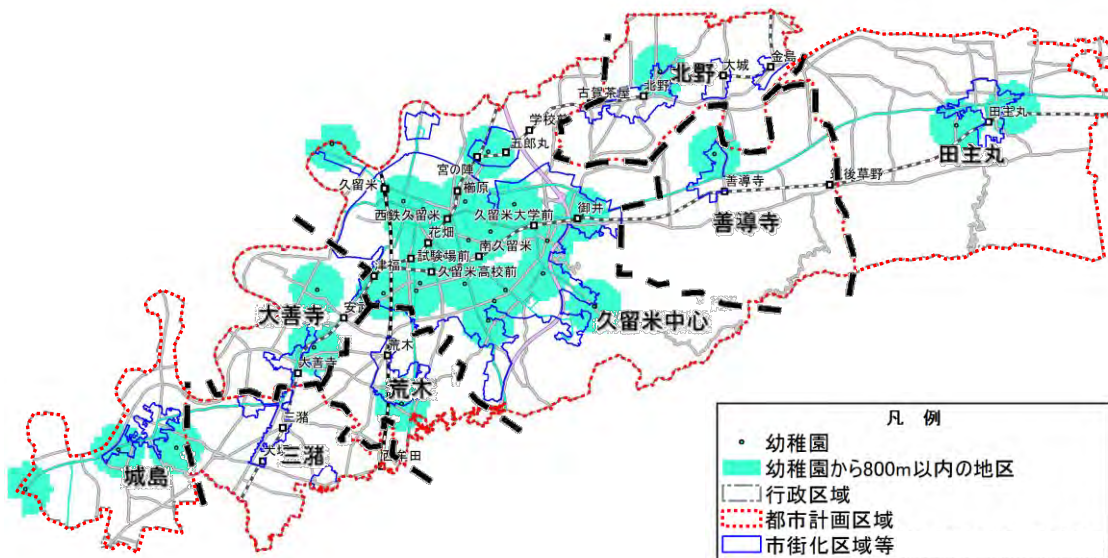 北野
大城
金島
古賀茶屋
北野
学校前
五郎丸
宮の陣
田主丸
田主丸
久留米
櫛原
善導寺
筑後草野
西鉄久留米
久留米大学前
御井
善導寺
花畑
南久留米
試験場前
津福
久留米高校前
大善寺
安武
久留米中心
荒木
大善寺
荒木
三潴
三潴
城島
凡 例
幼稚園
幼稚園から800m以内の地区
行政区域
都市計画区域
市街化区域等